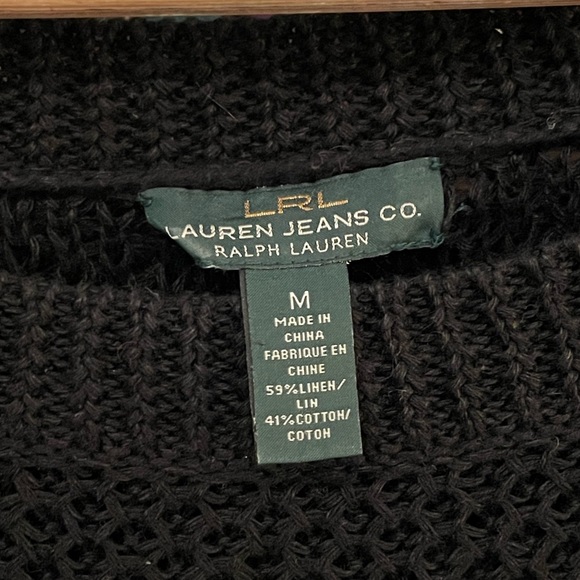 LRL
LAUREN JEANS CO.
RALPH LAUREN
M
MADE IN
CHINA
FABRIQUE EN
CHINE
59%LINEN/
LIN
41%COTTON/
COTON